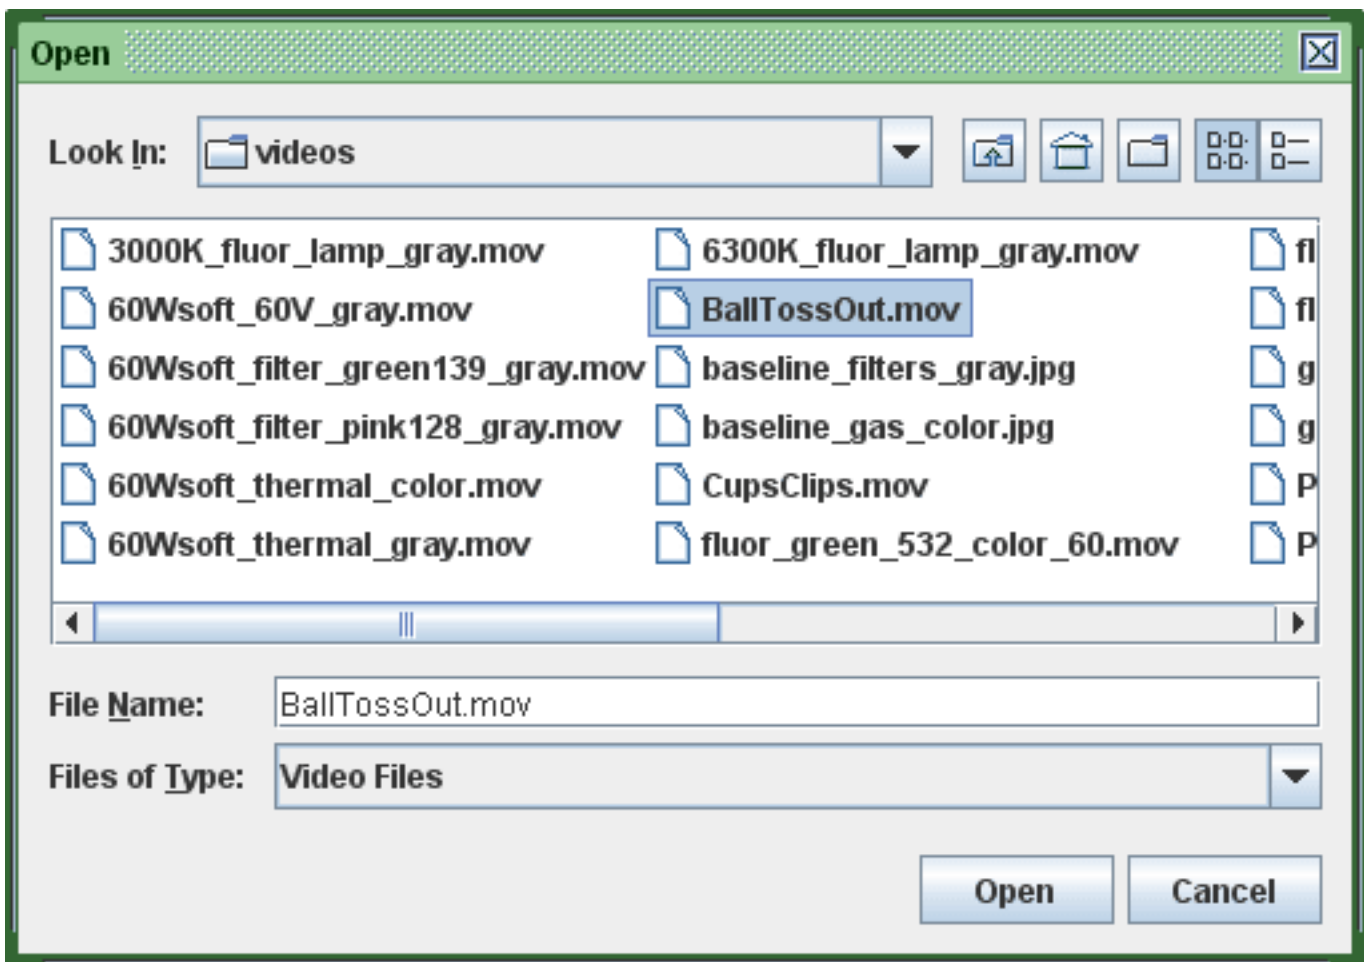 Open
Look In: videos
3000K_fluor_lamp_gray.mov
60Wsoft_60V_gray.mov
60Wsoft_filter_green139_gray.mov
60Wsoft_filter_pink128_gray.mov
60Wsoft_thermal_color.mov
60Wsoft_thermal_gray.mov
6300K_fluor_lamp_gray.mov
BallTossOut.mov
baseline_filters_gray.jpg
baseline_gas_color.jpg
CupsClips.mov
fluor_green_532_color_60.mov
fl
fl
g
g
P
P
File Name: BallTossOut.mov
Files of Type: Video Files
Open Cancel